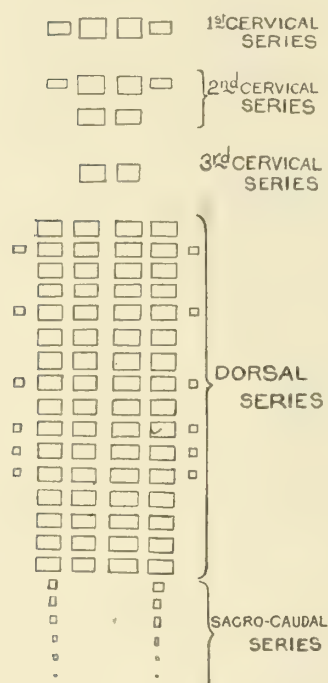 1st CERVICAL
SERIES
2nd CERVICAL
SERIES
3rd CERVICAL
SERIES
DORSAL
SERIES
SACRO-CAUDAL
SERIES